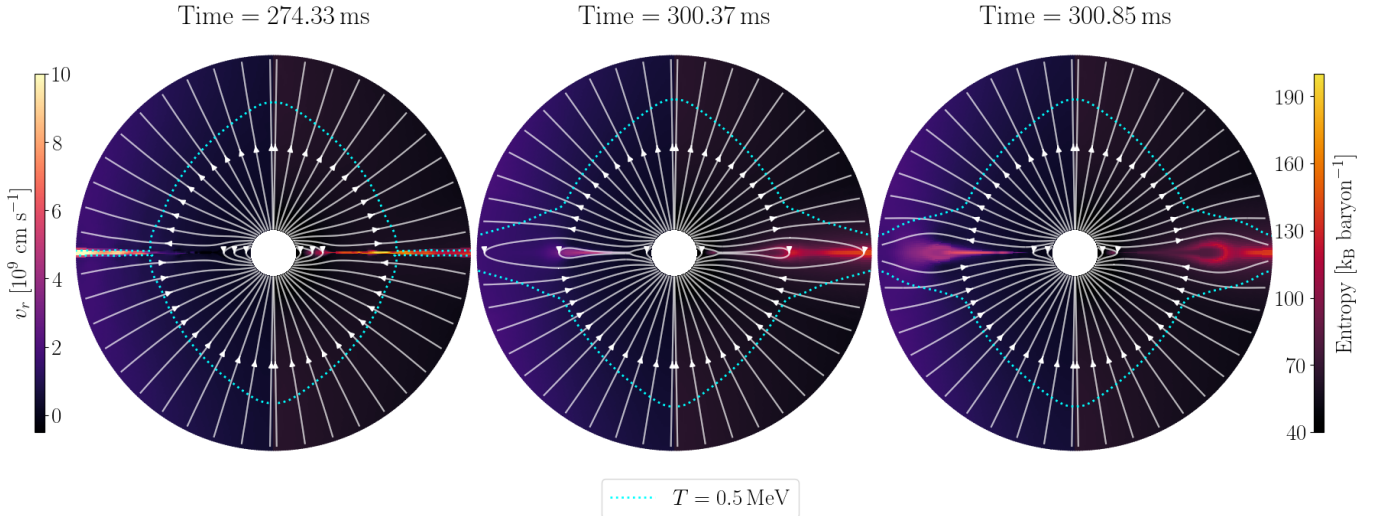 Time = 274.33 ms
Time = 300.37 ms
Time = 300.85 ms
10
8
6
4
2
0
v_r [10^9 cm s^−1]
190
160
130
100
70
40
Entropy [k_B baryon^−1]
T = 0.5 MeV